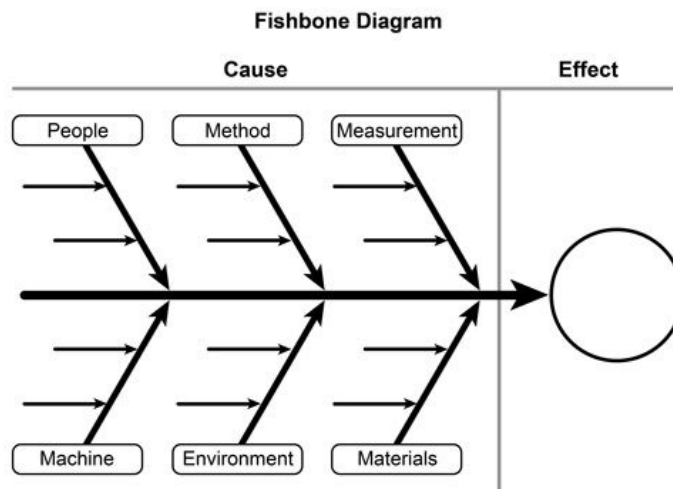 Fishbone Diagram
Cause
Effect
People
Method
Measurement
Machine
Environment
Materials